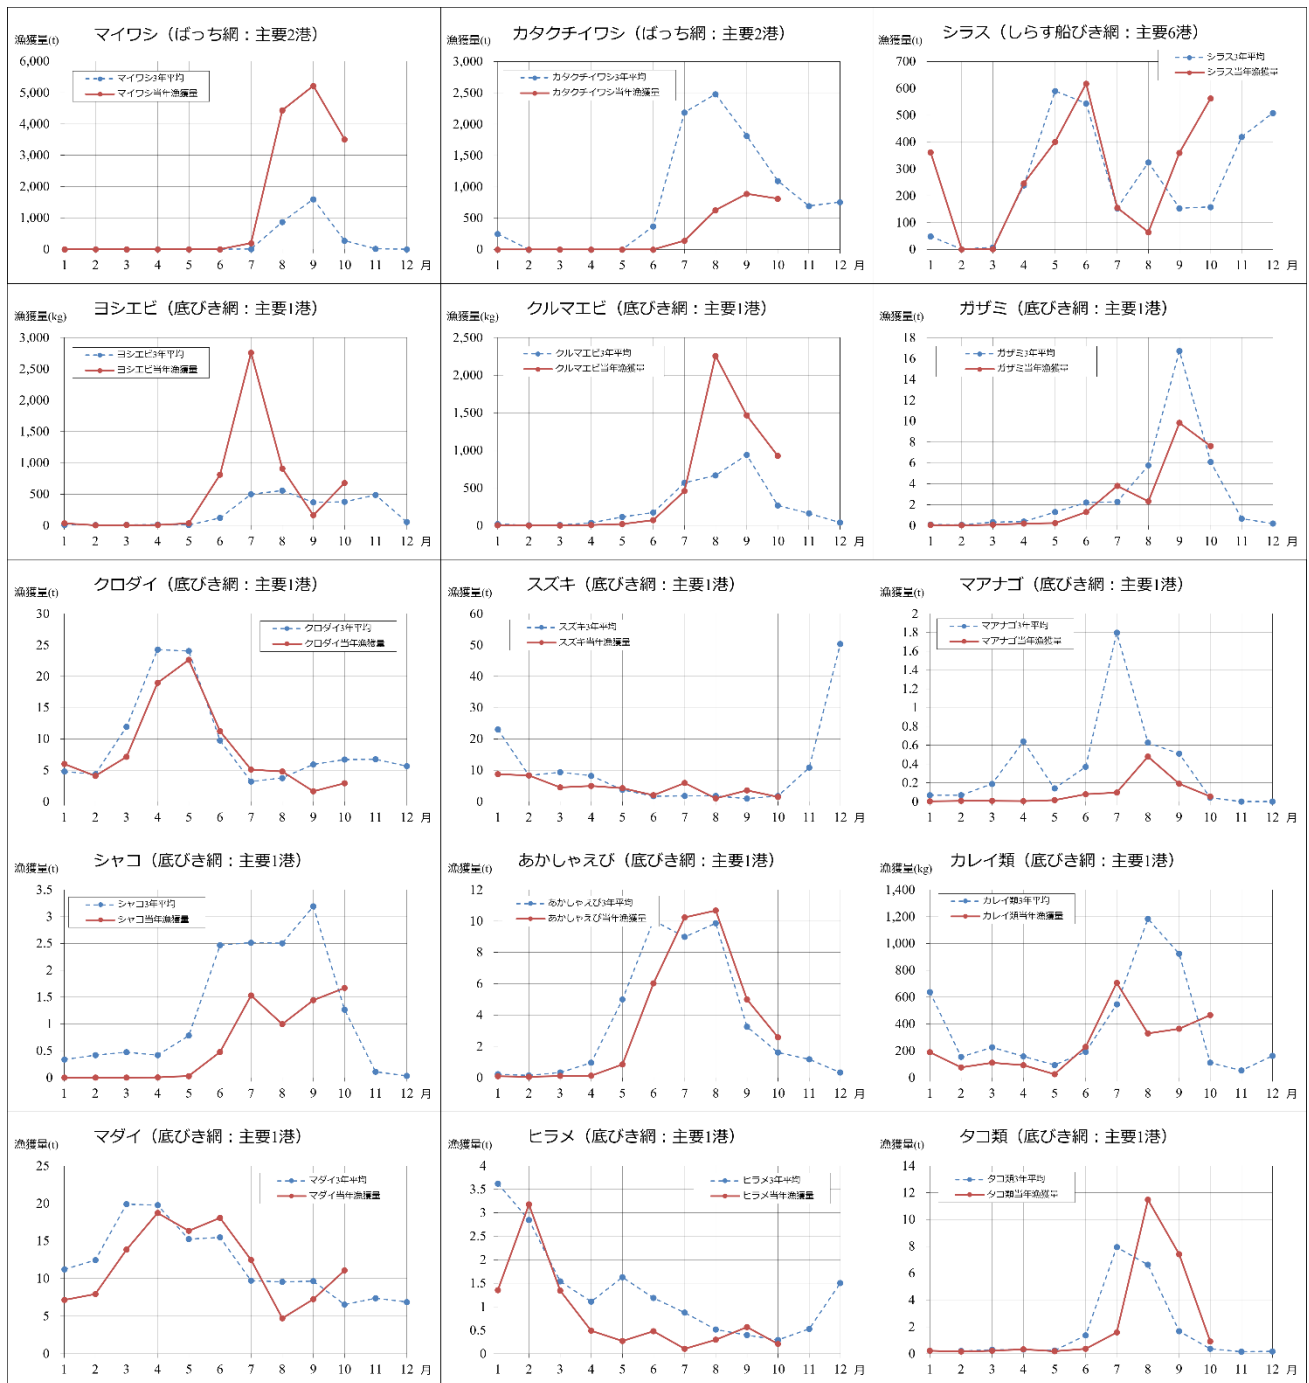 マイワシ（ばっち網：主要2港）
漁獲量(t)
マイワシ3年平均
マイワシ当年漁獲量
6,000
5,000
4,000
3,000
2,000
1,000
0
1 2 3 4 5 6 7 8 9 10 11 12 月
カタクチイワシ（ばっち網：主要2港）
漁獲量(t)
カタクチイワシ3年平均
カタクチイワシ当年漁獲量
3,000
2,500
2,000
1,500
1,000
500
0
1 2 3 4 5 6 7 8 9 10 11 12 月
シラス（しらす船びき網：主要6港）
漁獲量(t)
シラス3年平均
シラス当年漁獲量
700
600
500
400
300
200
100
0
1 2 3 4 5 6 7 8 9 10 11 12 月
ヨシエビ（底びき網：主要1港）
漁獲量(kg)
ヨシエビ3年平均
ヨシエビ当年漁獲量
3,000
2,500
2,000
1,500
1,000
500
0
1 2 3 4 5 6 7 8 9 10 11 12 月
クルマエビ（底びき網：主要1港）
漁獲量(kg)
クルマエビ3年平均
クルマエビ当年漁獲量
2,500
2,000
1,500
1,000
500
0
1 2 3 4 5 6 7 8 9 10 11 12 月
ガザミ（底びき網：主要1港）
漁獲量(t)
ガザミ3年平均
ガザミ当年漁獲量
18
16
14
12
10
8
6
4
2
0
1 2 3 4 5 6 7 8 9 10 11 12 月
クロダイ（底びき網：主要1港）
漁獲量(t)
クロダイ3年平均
クロダイ当年漁獲量
30
25
20
15
10
5
0
1 2 3 4 5 6 7 8 9 10 11 12 月
スズキ（底びき網：主要1港）
漁獲量(t)
スズキ3年平均
スズキ当年漁獲量
60
50
40
30
20
10
0
1 2 3 4 5 6 7 8 9 10 11 12 月
マアナゴ（底びき網：主要1港）
漁獲量(t)
マアナゴ3年平均
マアナゴ当年漁獲量
2
1.8
1.6
1.4
1.2
1
0.8
0.6
0.4
0.2
0
1 2 3 4 5 6 7 8 9 10 11 12 月
シャコ（底びき網：主要1港）
漁獲量(t)
シャコ3年平均
シャコ当年漁獲量
3.5
3
2.5
2
1.5
1
0.5
0
1 2 3 4 5 6 7 8 9 10 11 12 月
あかしゃえび（底びき網：主要1港）
漁獲量(t)
あかしゃえび3年平均
あかしゃえび当年漁獲量
12
10
8
6
4
2
0
1 2 3 4 5 6 7 8 9 10 11 12 月
カレイ類（底びき網：主要1港）
漁獲量(kg)
カレイ類3年平均
カレイ類当年漁獲量
1,400
1,200
1,000
800
600
400
200
0
1 2 3 4 5 6 7 8 9 10 11 12 月
マダイ（底びき網：主要1港）
漁獲量(t)
マダイ3年平均
マダイ当年漁獲量
25
20
15
10
5
0
1 2 3 4 5 6 7 8 9 10 11 12 月
ヒラメ（底びき網：主要1港）
漁獲量(t)
ヒラメ3年平均
ヒラメ当年漁獲量
4
3.5
3
2.5
2
1.5
1
0.5
0
1 2 3 4 5 6 7 8 9 10 11 12 月
タコ類（底びき網：主要1港）
漁獲量(t)
タコ類3年平均
タコ類当年漁獲量
14
12
10
8
6
4
2
0
1 2 3 4 5 6 7 8 9 10 11 12 月